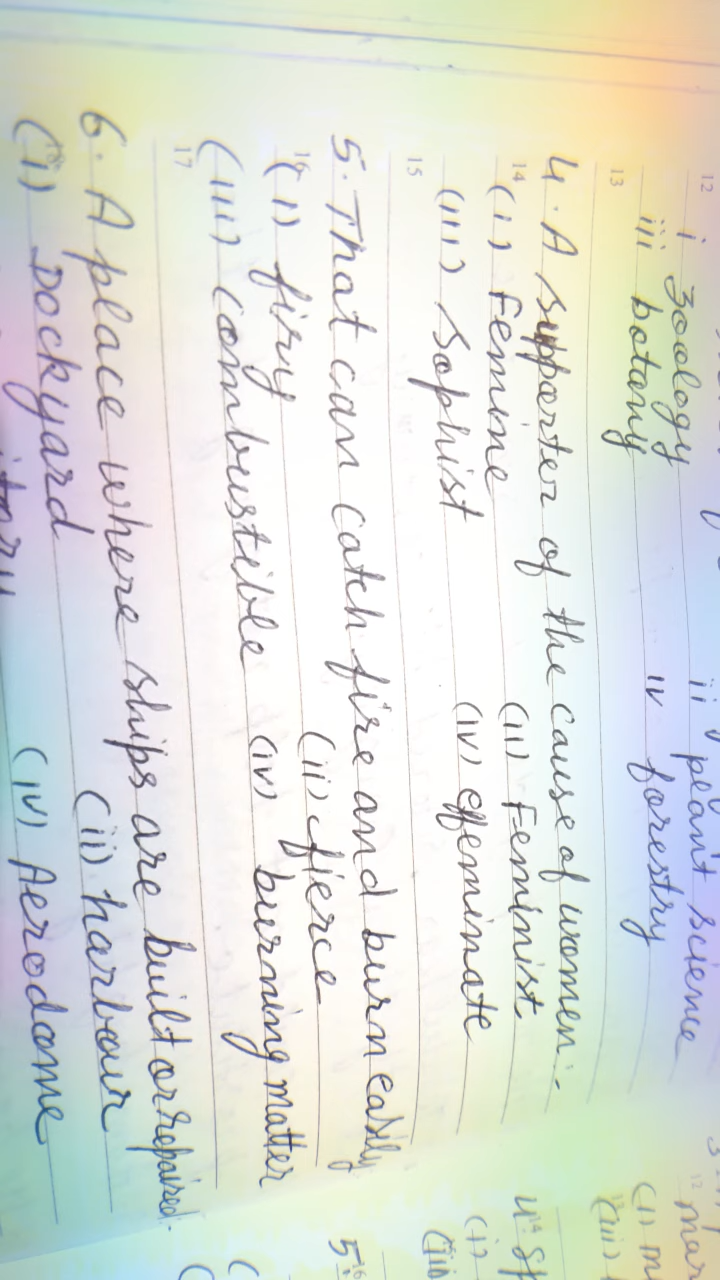 i zoology ii plant science
iii botany iv forestry
4. A supporter of the cause of women:-
(i) Femine (ii) Feminist
(iii) Sophist (iv) effeminate
5. That can catch fire and burn easily
(i) firy (ii) fierce
(iii) combustible (iv) burning matter
6. A place where ships are built or repaired.
(i) Dockyard (ii) harbour
(iv) Aerodome